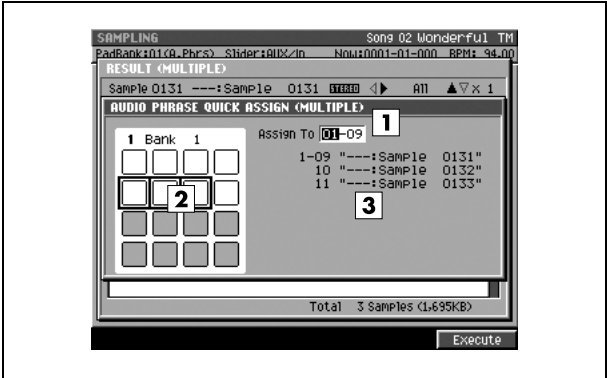 SAMPLING Song 02 Wonderful TM
PadBank:01(A.Phrs) Slider:AUX/In Now:0001-01-000 BPM: 94.00
RESULT (MULTIPLE)
Sample 0131 ---:Sample 0131 STEREO ◁▶ All ▲▽x 1
AUDIO PHRASE QUICK ASSIGN (MULTIPLE)
1 Bank 1
Assign To 01-09
1
1-09 "---:Sample 0131"
10 "---:Sample 0132"
11 "---:Sample 0133"
2
3
Total 3 Samples (1,695KB)
Execute